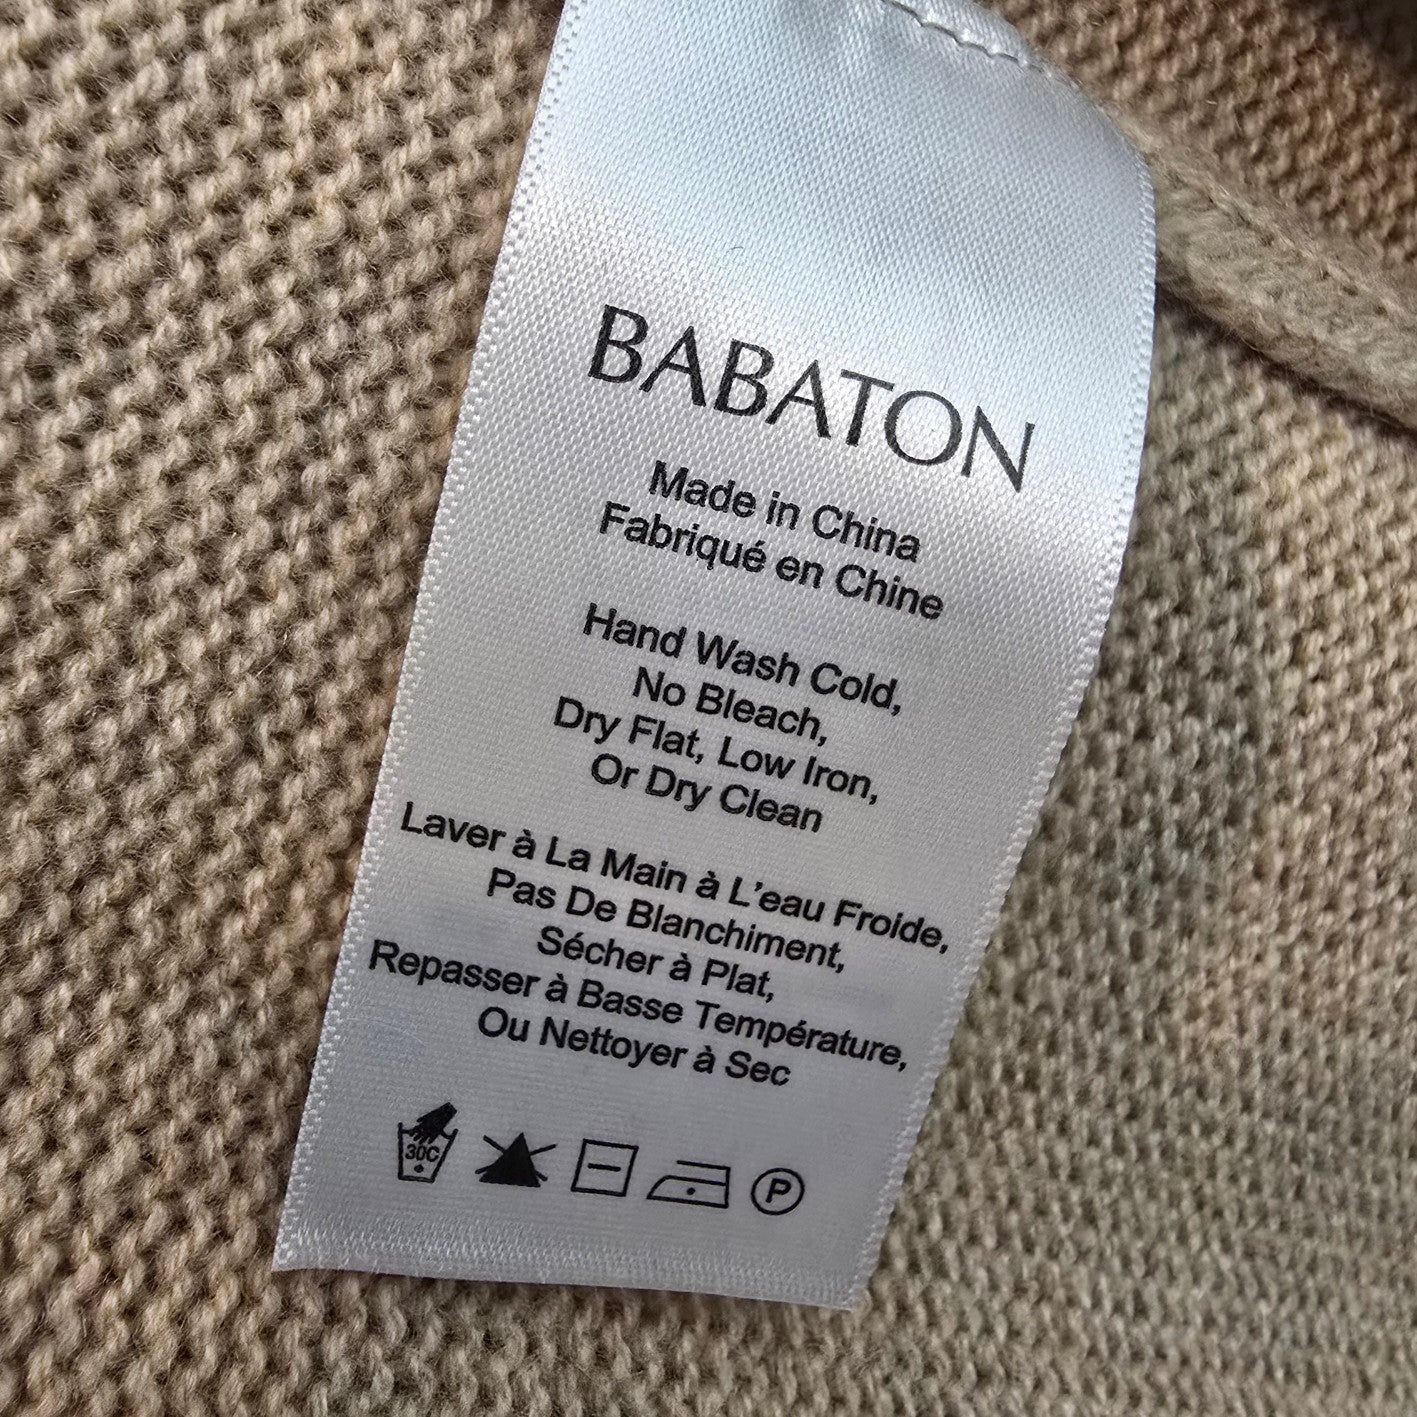 BABATON
Made in China
Fabriqué en Chine
Hand Wash Cold,
No Bleach,
Dry Flat, Low Iron,
Or Dry Clean
Laver à La Main à L'eau Froide,
Pas De Blanchiment,
Sécher à Plat,
Repasser à Basse Température,
Ou Nettoyer à Sec
30C P